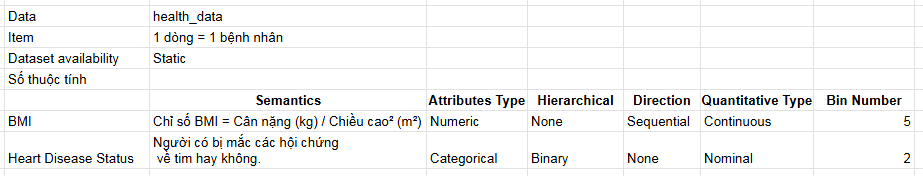 Data health_data
Item 1 dòng = 1 bệnh nhân
Dataset availability Static
Số thuộc tính
Semantics Attributes Type Hierarchical Direction Quantitative Type Bin Number
BMI Chỉ số BMI = Cân nặng (kg) / Chiều cao² (m²) Numeric None Sequential Continuous 5
Người có bị mắc các hội chứng
Heart Disease Status về tim hay không. Categorical Binary None Nominal 2